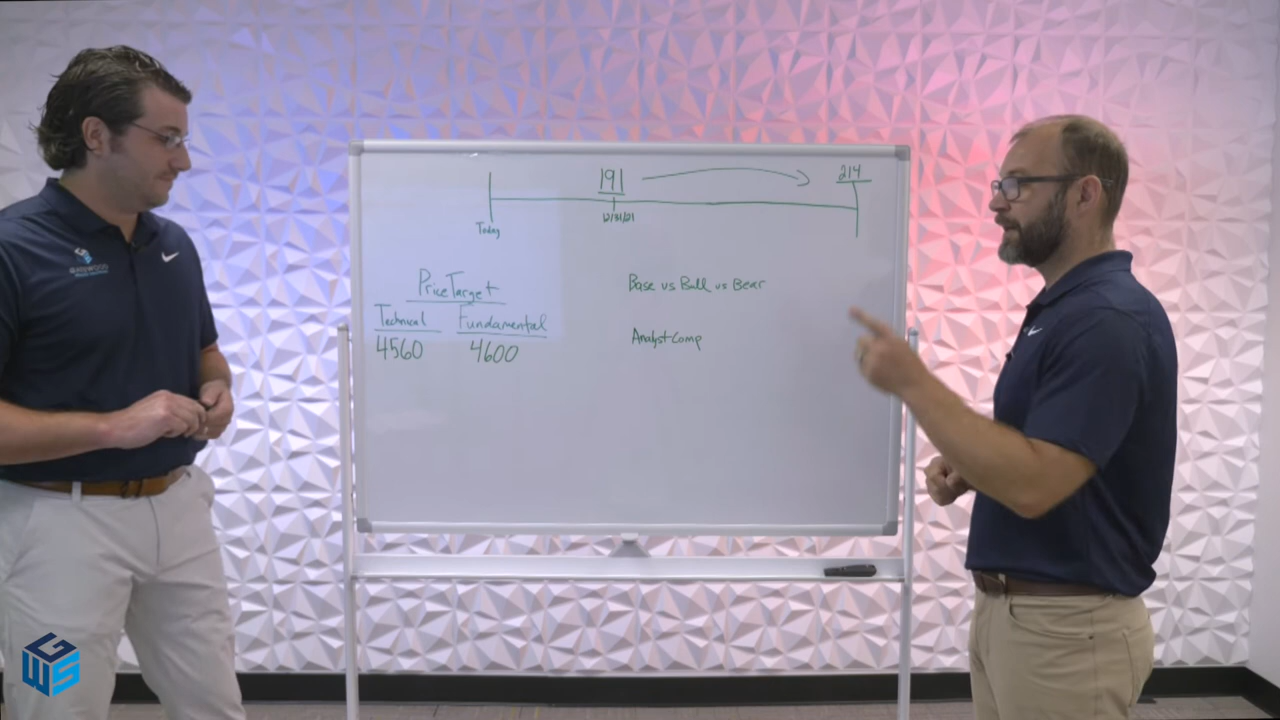 191
214
12/31/21
Today
Price Target
Technical
Fundamental
4560
4600
Base vs Bull vs Bear
Analyst Comp
GWS